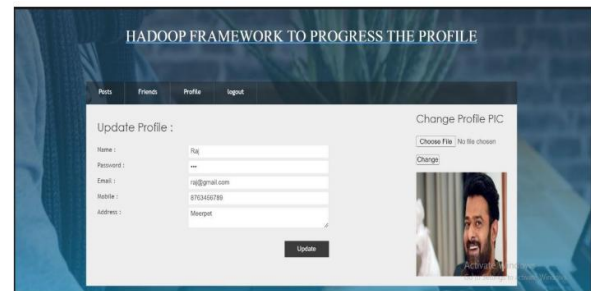 HADOOP FRAMEWORK TO PROGRESS THE PROFILE
Posts Friends Profile logout
Update Profile :
Name : Raj
Password : •••
Email : raj@gmail.com
Mobile : 8763456789
Address : Meerpet
Update
Change Profile PIC
Choose File No file chosen
Change
Activate